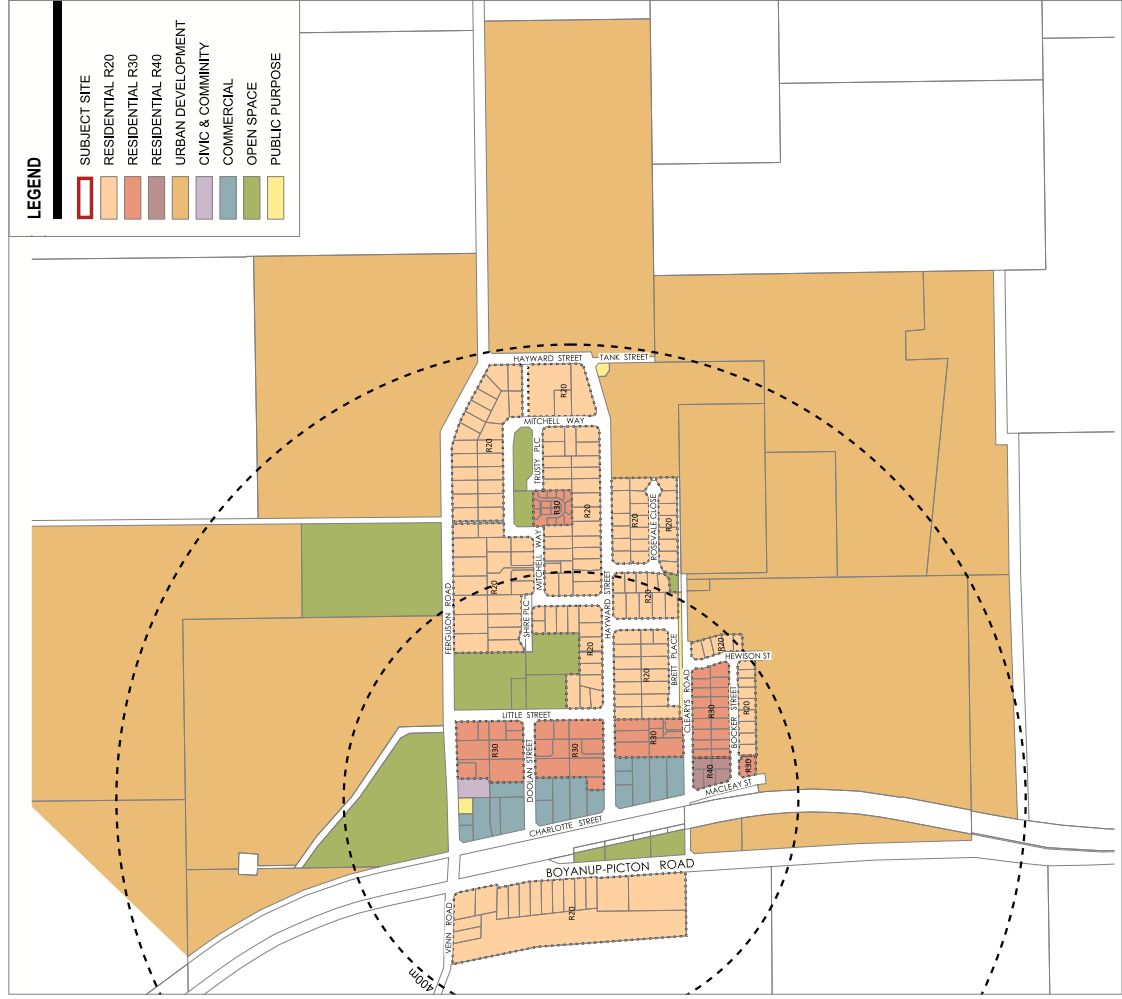 LEGEND
SUBJECT SITE
RESIDENTIAL R20
RESIDENTIAL R30
RESIDENTIAL R40
URBAN DEVELOPMENT
CIVIC & COMMINITY
COMMERCIAL
OPEN SPACE
PUBLIC PURPOSE
HAYWARD STREET
TANK STREET
R20
MITCHELL WAY
R20
TRUSTY PLC
R30
R20
R20
ROSEVALE CLOSE
R20
MITCHELL WAY
R20
FERGUSON ROAD
SHIRE PLC
HAYWARD STREET
R20
R20
R20
BRETT PLACE
R20
HEWISON ST
CLEARYS ROAD
R30
BOCKER STREET
R20
LITTLE STREET
R30
DOOLAN STREET
R30
R30
R40
R30
MACLEAY ST
CHARLOTTE STREET
BOYANUP-PICTON ROAD
VENN ROAD
R20
400m